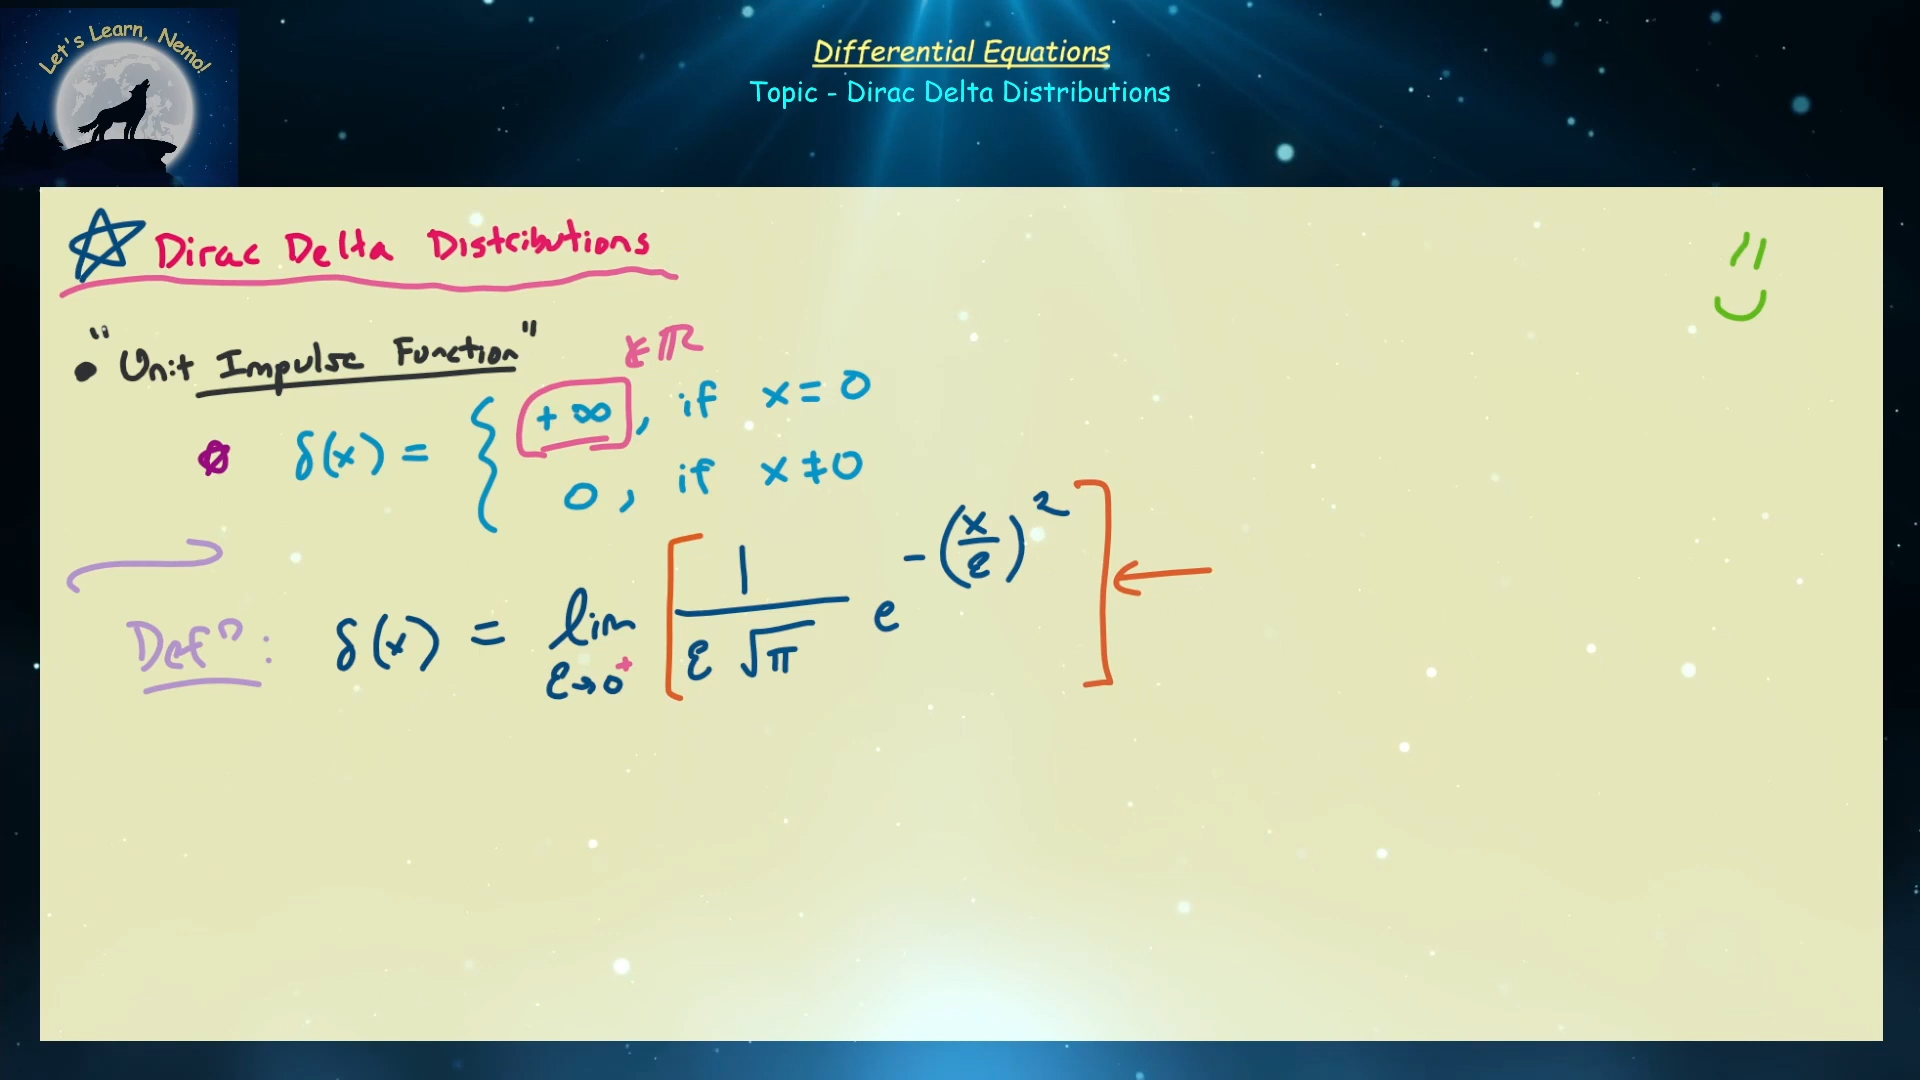 Let's Learn, Nemo!
Differential Equations
Topic - Dirac Delta Distributions
Dirac Delta Distributions
• "Unit Impulse Function"
∉ ℝ
δ(x) = { +∞, if x = 0
0, if x ≠ 0
Defⁿ: δ(x) = lim ε→0⁺ [ 1 / (ε √π) e^-(x/ε)² ] ←